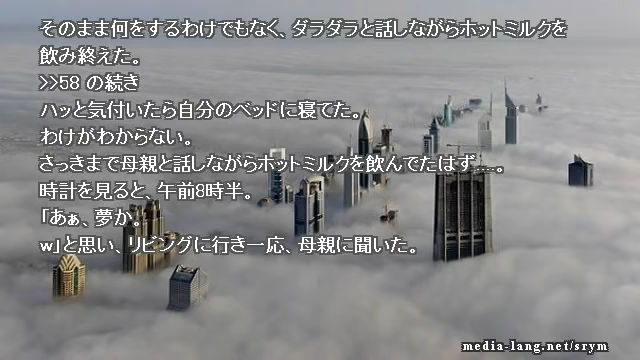 そのまま何をするわけでもなく、ダラダラと話しながらホットミルクを
飲み終えた。
>>58 の続き
ハッと気付いたら自分のベッドに寝てた。
わけがわからない。
さっきまで母親と話しながらホットミルクを飲んでたはず…。
時計を見ると、午前8時半。
「あぁ、夢か。
w」と思い、リビングに行き一応、母親に聞いた。
media-lang.net/srym